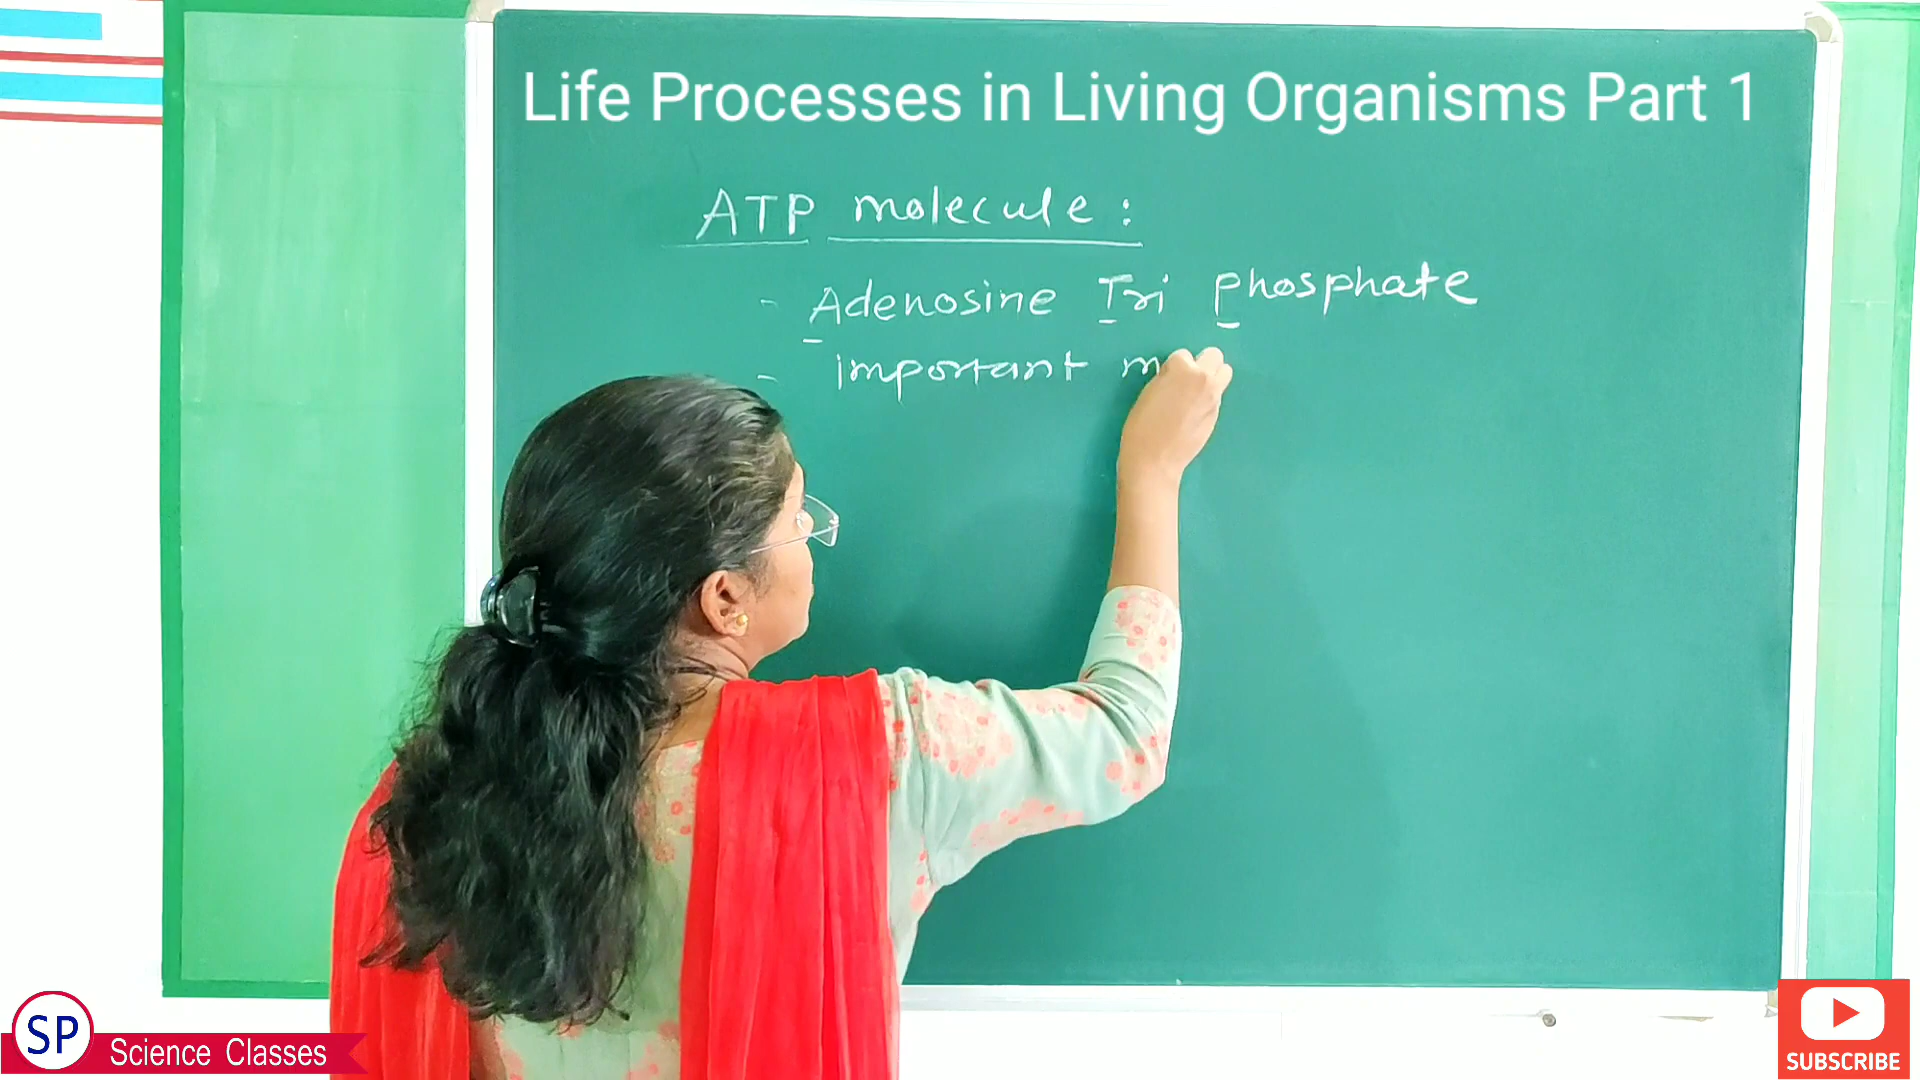 Life Processes in Living Organisms Part 1
ATP molecule :
- Adenosine Tri Phosphate
- important m
SP Science Classes
SUBSCRIBE